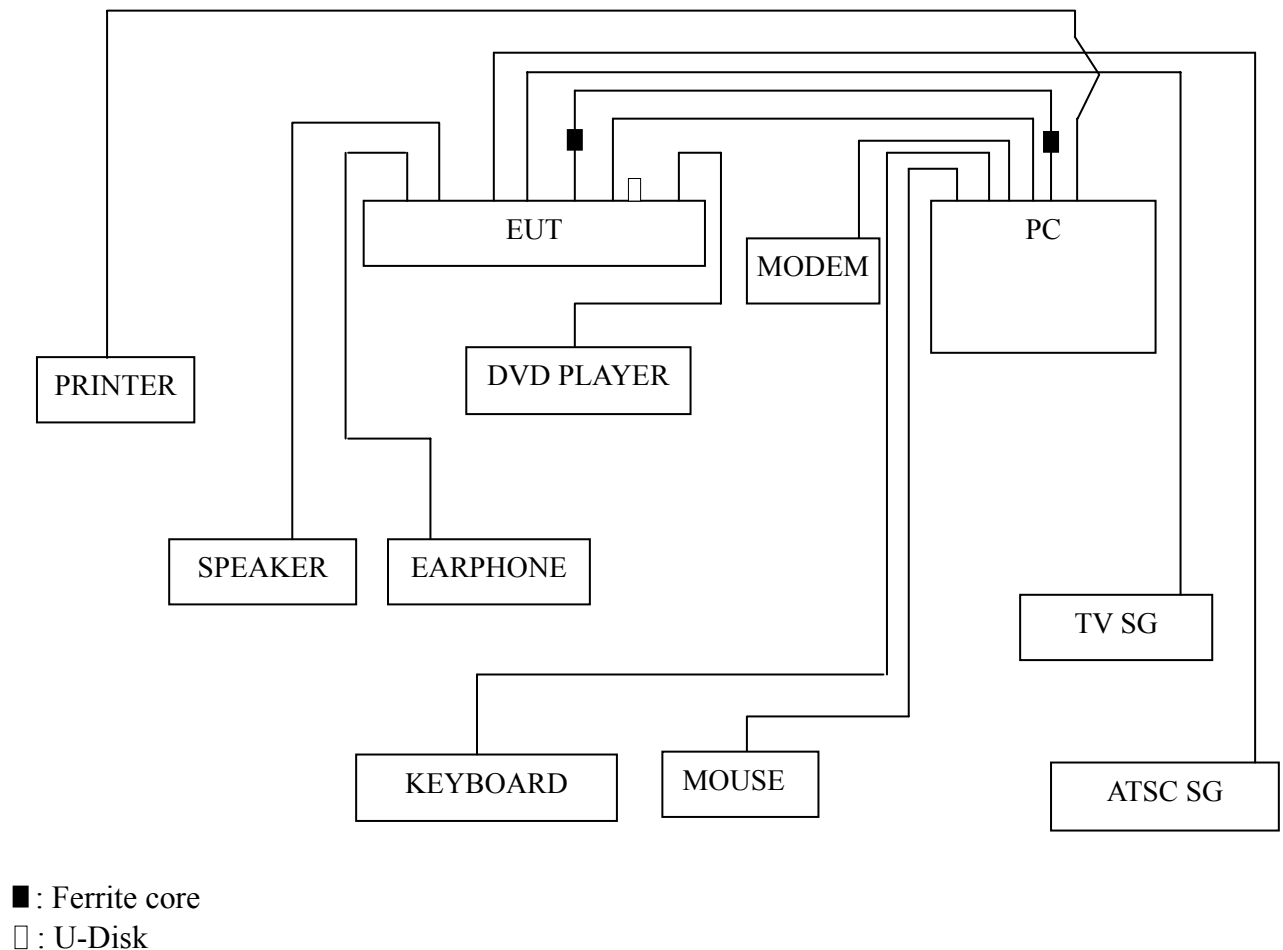 EUT
PC
MODEM
PRINTER
DVD PLAYER
SPEAKER
EARPHONE
TV SG
KEYBOARD
MOUSE
ATSC SG
■: Ferrite core
▯: U-Disk